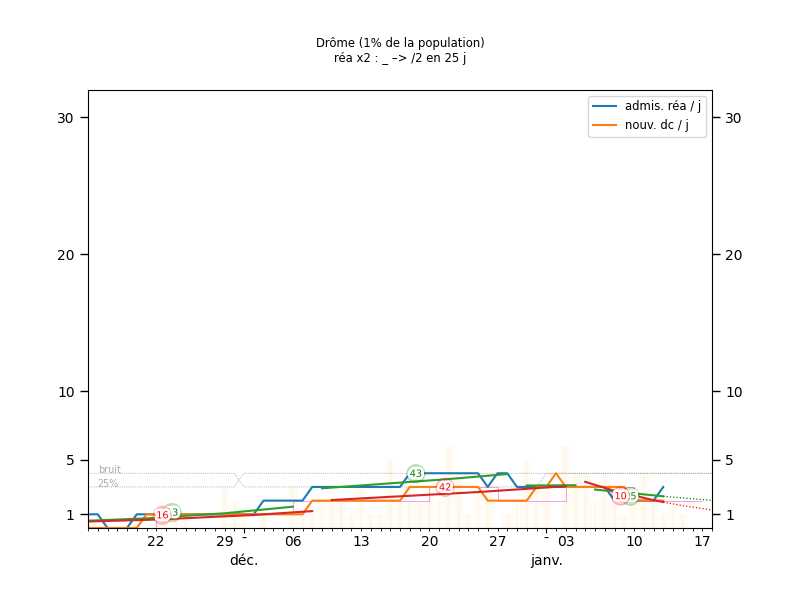 Drôme (1% de la population)
réa x2 : _ –> /2 en 25 j
admis. réa / j
nouv. dc / j
30 30
20 20
10 10
5 5
1 1
bruit
25%
43
42
16
10
22 29 - 06 13 20 27 - 03 10 17
déc. janv.